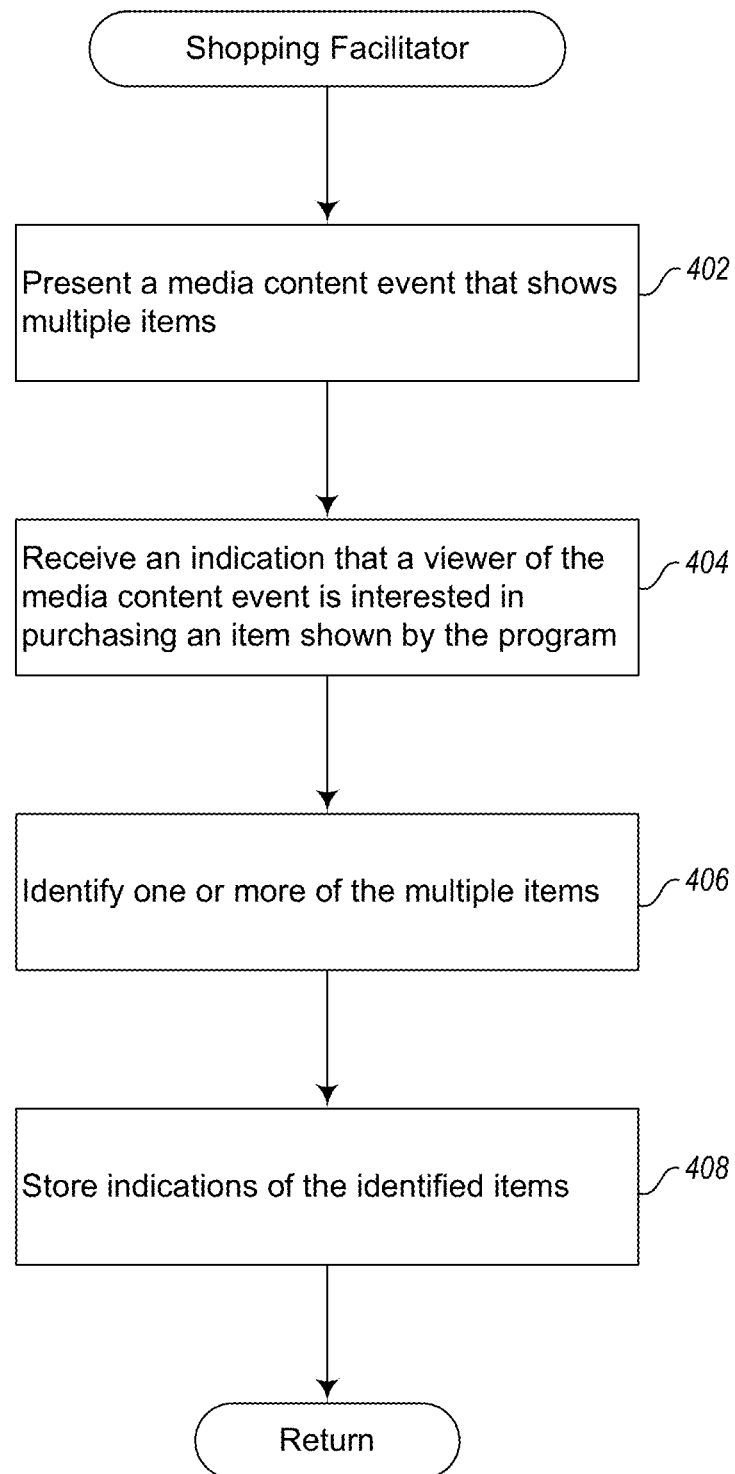 Shopping Facilitator
Present a media content event that shows
multiple items
402
Receive an indication that a viewer of the
media content event is interested in
purchasing an item shown by the program
404
Identify one or more of the multiple items
406
Store indications of the identified items
408
Return